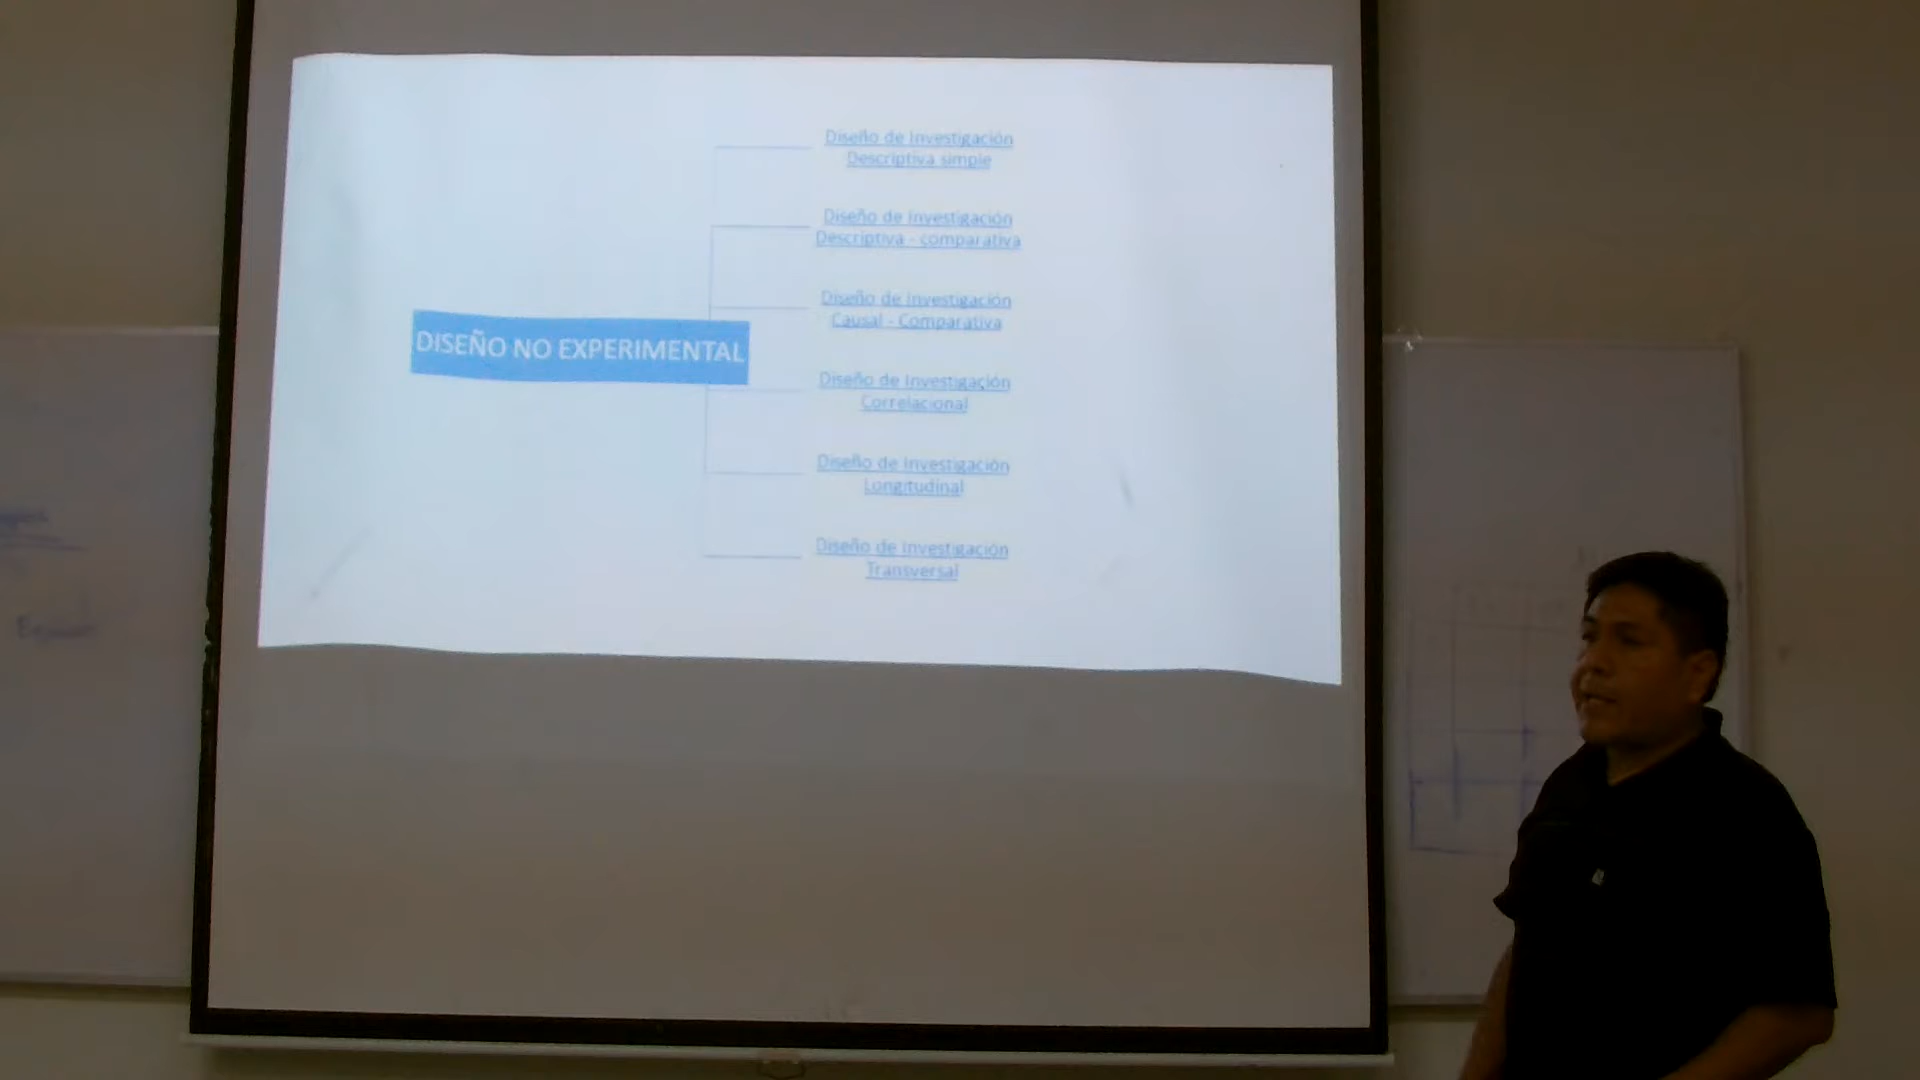 DISEÑO NO EXPERIMENTAL
Diseño de Investigación
Descriptiva simple
Diseño de Investigación
Descriptiva - comparativa
Diseño de Investigación
Causal - Comparativa
Diseño de Investigación
Correlacional
Diseño de Investigación
Longitudinal
Diseño de Investigación
Transversal